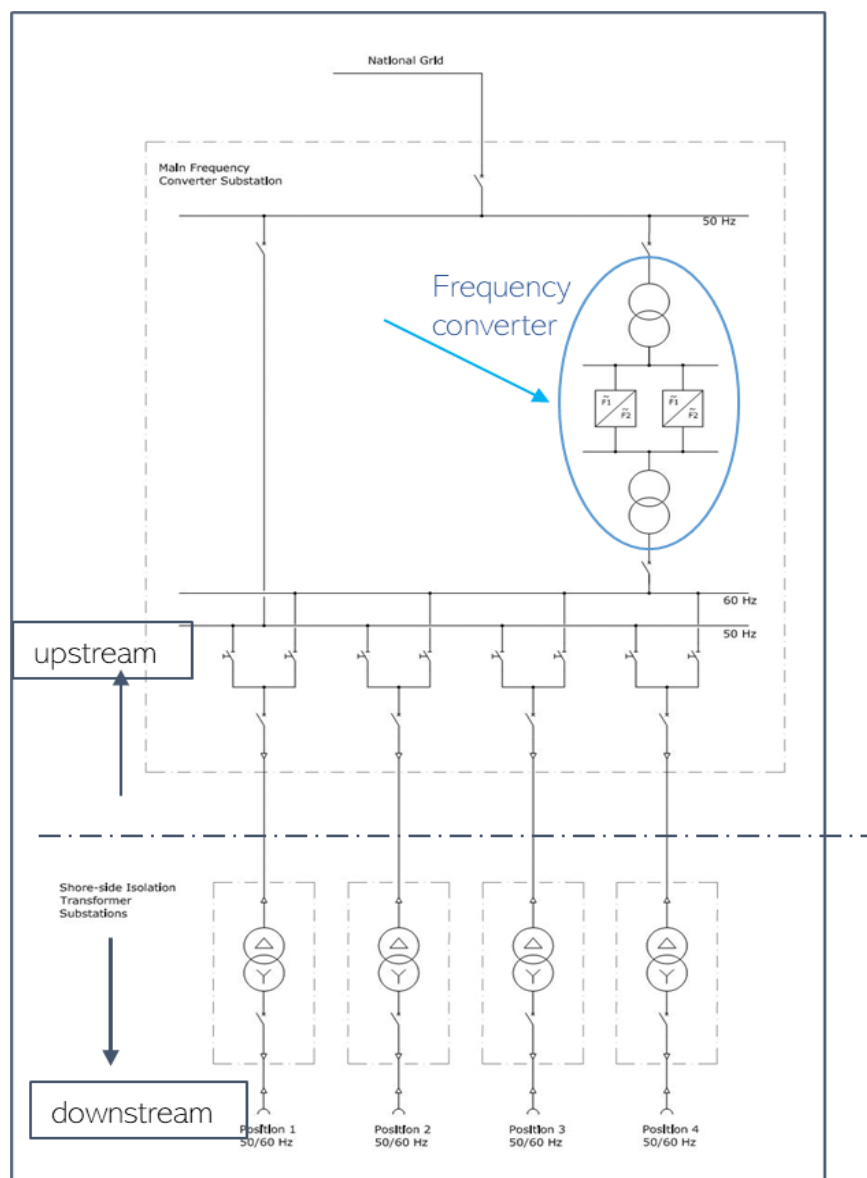 National Grid
Main Frequency
Converter Substation
50 Hz
Frequency
converter
F1
F2
F1
F2
60 Hz
50 Hz
upstream
Shore-side Isolation
Transformer
Substations
downstream
Position 1
50/60 Hz
Position 2
50/60 Hz
Position 3
50/60 Hz
Position 4
50/60 Hz